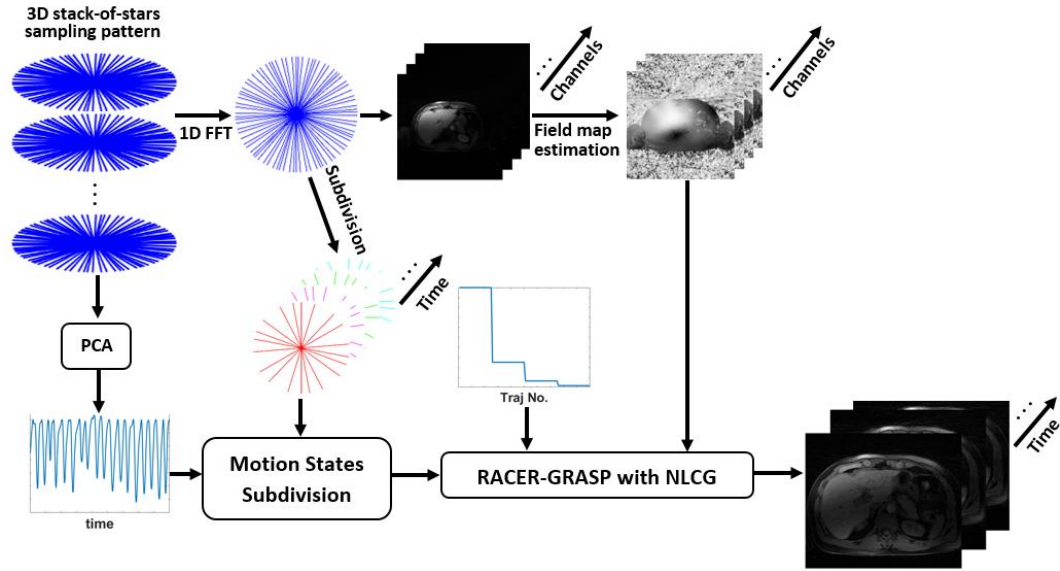 3D stack-of-stars
sampling pattern
1D FFT
Channels
Field map
estimation
Channels
Subdivision
Time
PCA
Traj No.
time
Motion States
Subdivision
RACER-GRASP with NLCG
Time